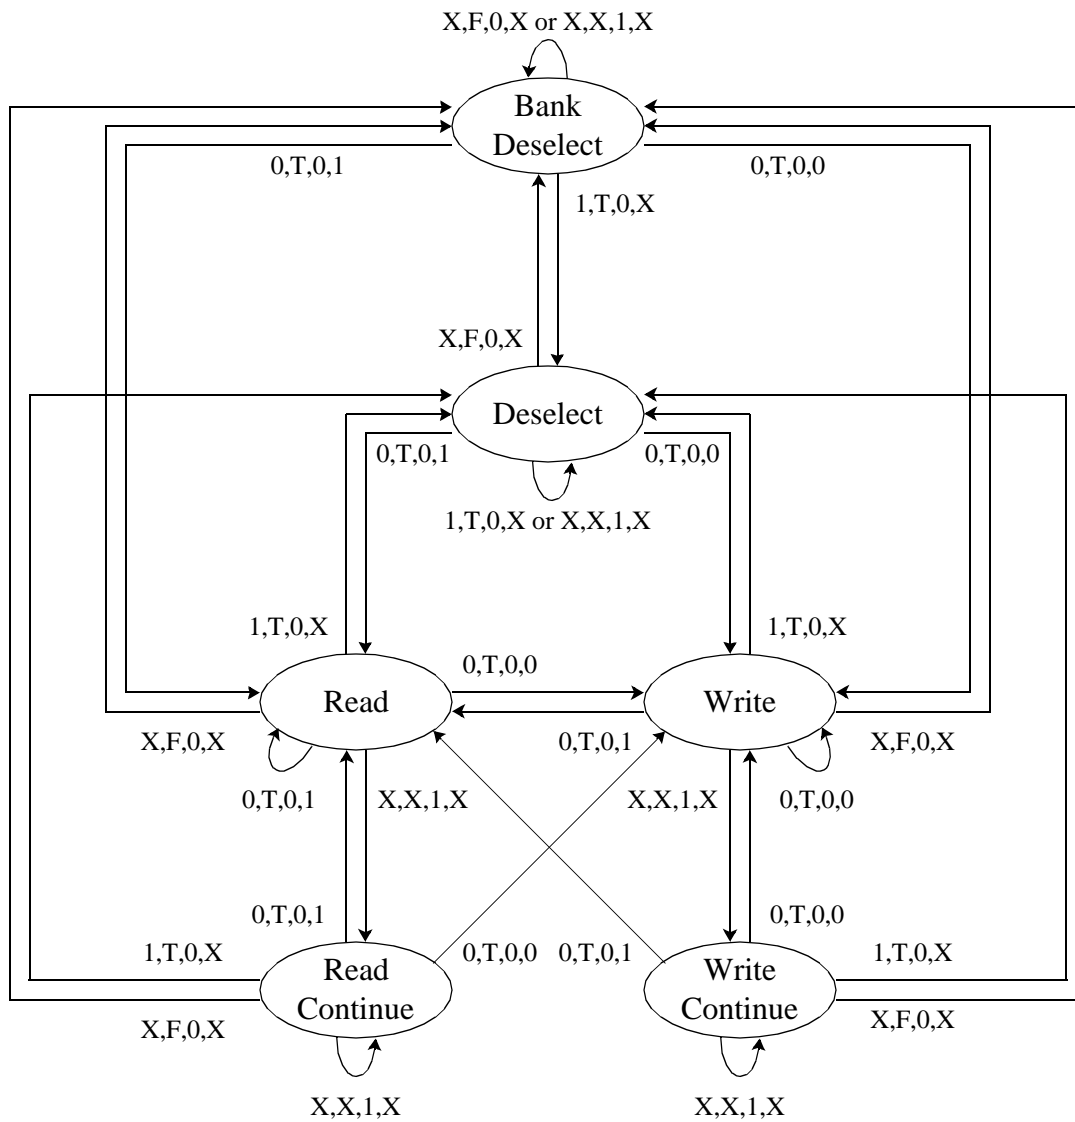 X,F,0,X or X,X,1,X
Bank
Deselect
0,T,0,1
0,T,0,0
1,T,0,X
X,F,0,X
Deselect
0,T,0,1
0,T,0,0
1,T,0,X or X,X,1,X
1,T,0,X
1,T,0,X
0,T,0,0
Read
Write
X,F,0,X
0,T,0,1
X,F,0,X
0,T,0,1
X,X,1,X
X,X,1,X
0,T,0,0
0,T,0,1
0,T,0,0
1,T,0,X
0,T,0,0
0,T,0,1
1,T,0,X
Read
Continue
Write
Continue
X,F,0,X
X,F,0,X
X,X,1,X
X,X,1,X